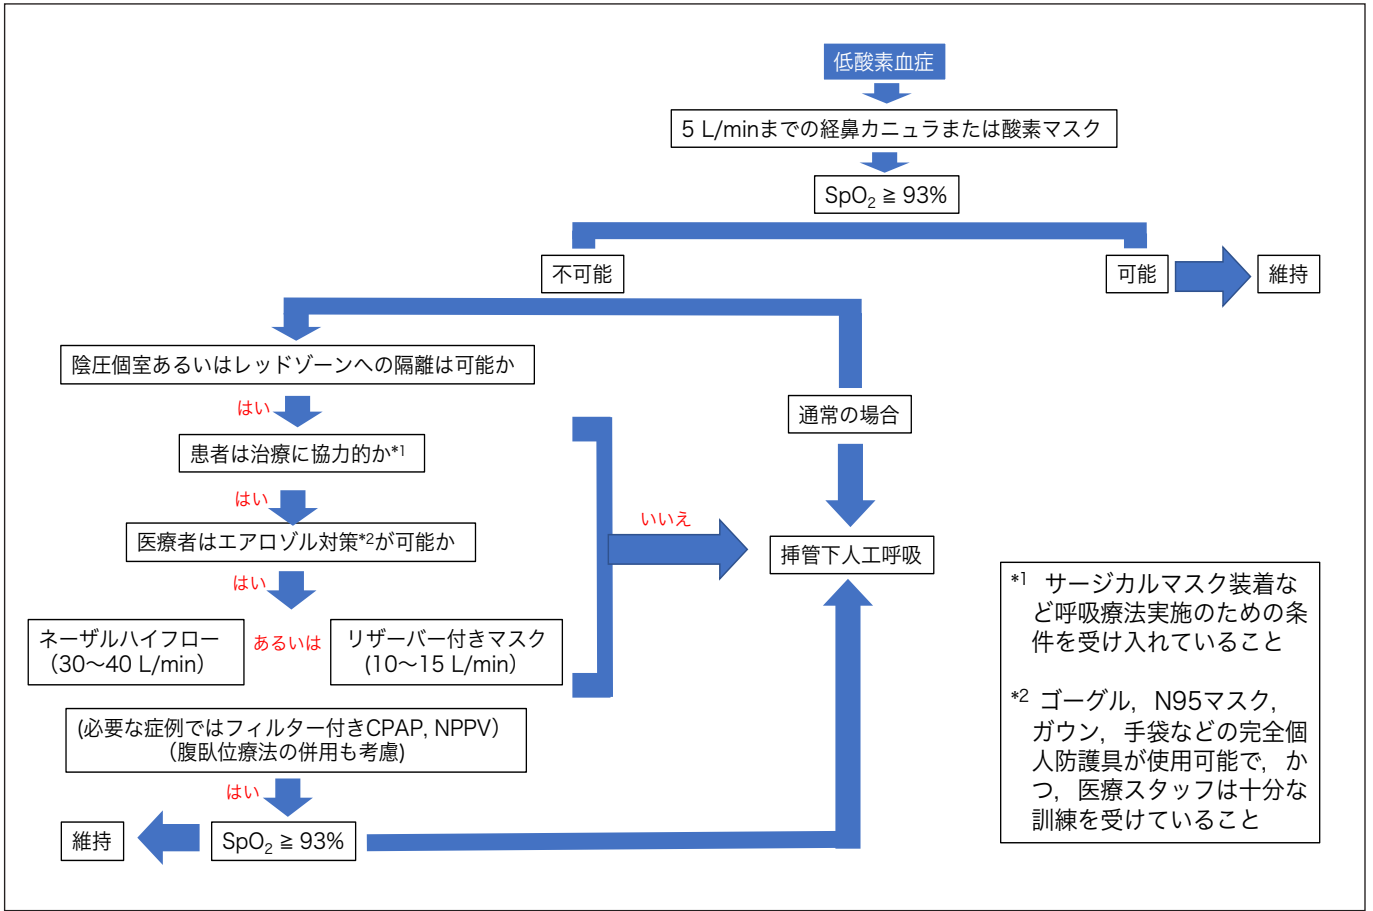 低酸素血症
5 L/minまでの経鼻カニュラまたは酸素マスク
SpO₂ ≧ 93%
不可能
可能
維持
陰圧個室あるいはレッドゾーンへの隔離は可能か
通常の場合
はい
患者は治療に協力的か*1
はい
医療者はエアロゾル対策*2が可能か
いいえ
挿管下人工呼吸
はい
ネーザルハイフロー
（30〜40 L/min）
あるいは
リザーバー付きマスク
(10〜15 L/min）
(必要な症例ではフィルター付きCPAP, NPPV）
（腹臥位療法の併用も考慮)
はい
維持
SpO₂ ≧ 93%
*1 サージカルマスク装着な
ど呼吸療法実施のための条
件を受け入れていること
*2 ゴーグル，N95マスク，
ガウン，手袋などの完全個
人防護具が使用可能で，か
つ，医療スタッフは十分な
訓練を受けていること